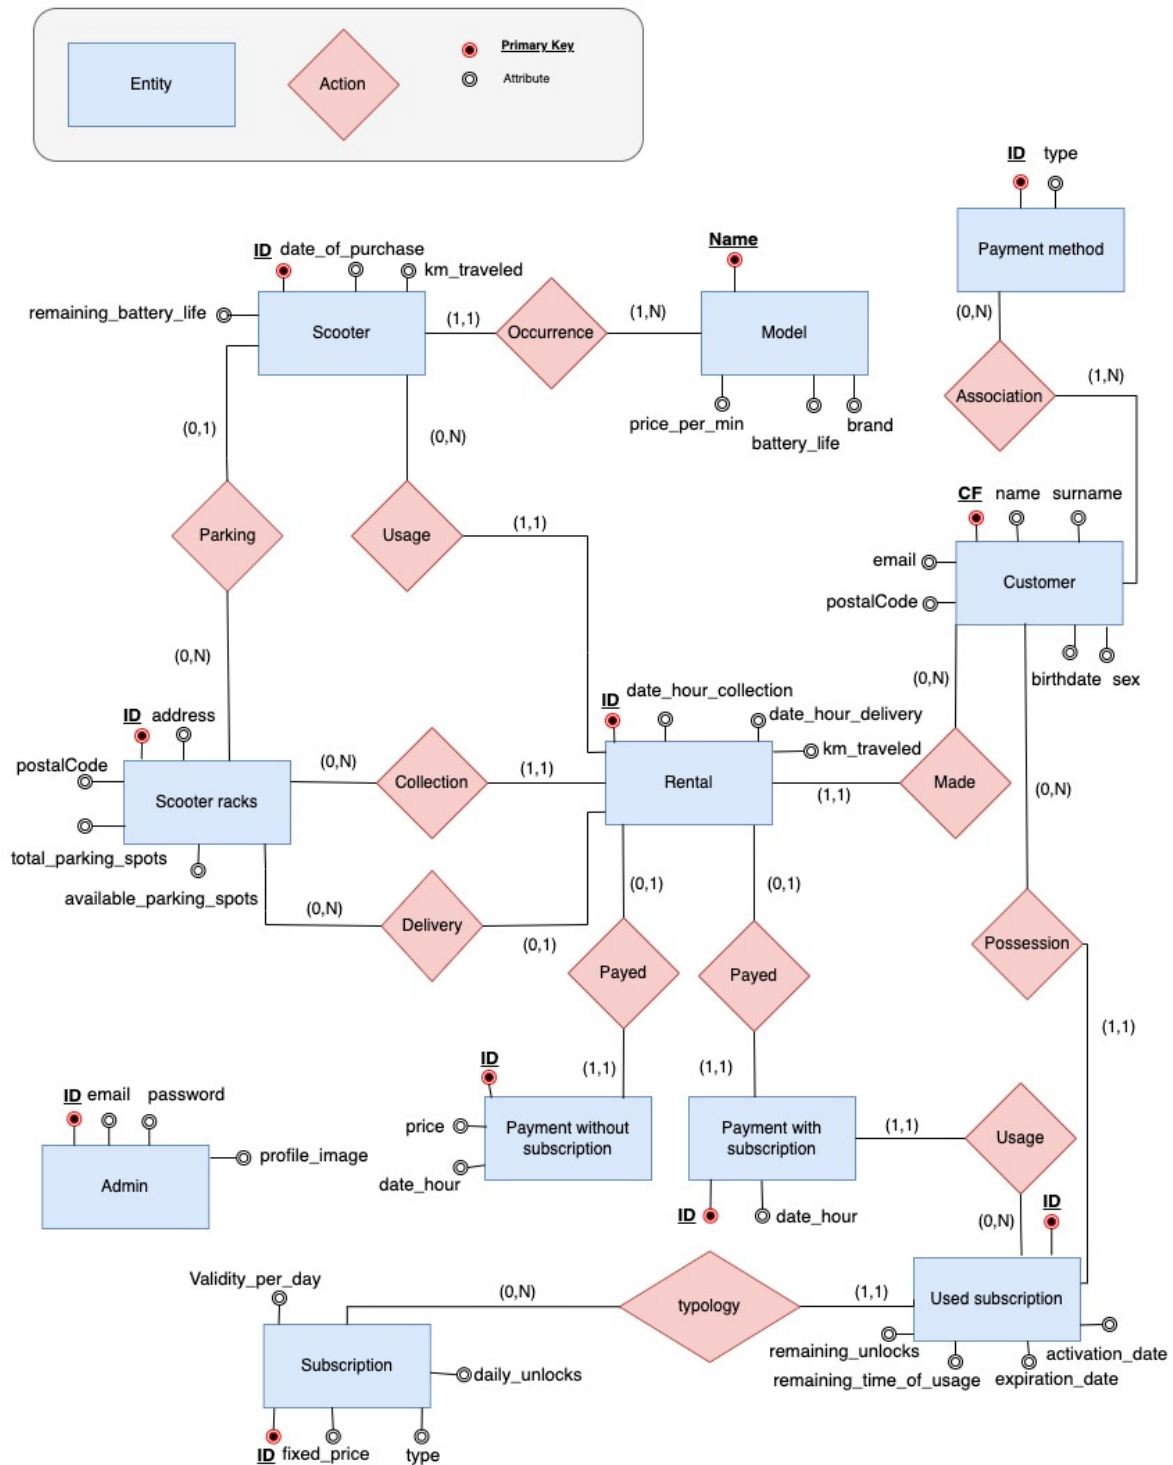 Entity
Action
Primary Key
Attribute
ID type
Payment method
(0,N)
Association
(1,N)
ID date_of_purchase
km_traveled
remaining_battery_life
Scooter
(1,1)
Occurrence
(1,N)
Name
Model
price_per_min
battery_life
brand
(0,1)
(0,N)
Parking
Usage
(1,1)
CF name surname
email
postalCode
Customer
birthdate sex
(0,N)
(0,N)
(0,N)
ID address
postalCode
Scooter racks
total_parking_spots
available_parking_spots
(0,N)
Collection
(1,1)
ID
date_hour_collection
date_hour_delivery
km_traveled
Rental
(1,1)
Made
(0,N)
Delivery
(0,1)
(0,1)
(0,1)
Payed
Payed
Possession
(1,1)
(1,1)
(1,1)
ID email password
profile_image
Admin
ID
price
date_hour
Payment without
subscription
Payment with
subscription
ID
date_hour
(1,1)
Usage
(0,N)
ID
Validity_per_day
(0,N)
typology
(1,1)
Used subscription
remaining_unlocks
remaining_time_of_usage
expiration_date
activation_date
Subscription
daily_unlocks
ID fixed_price type